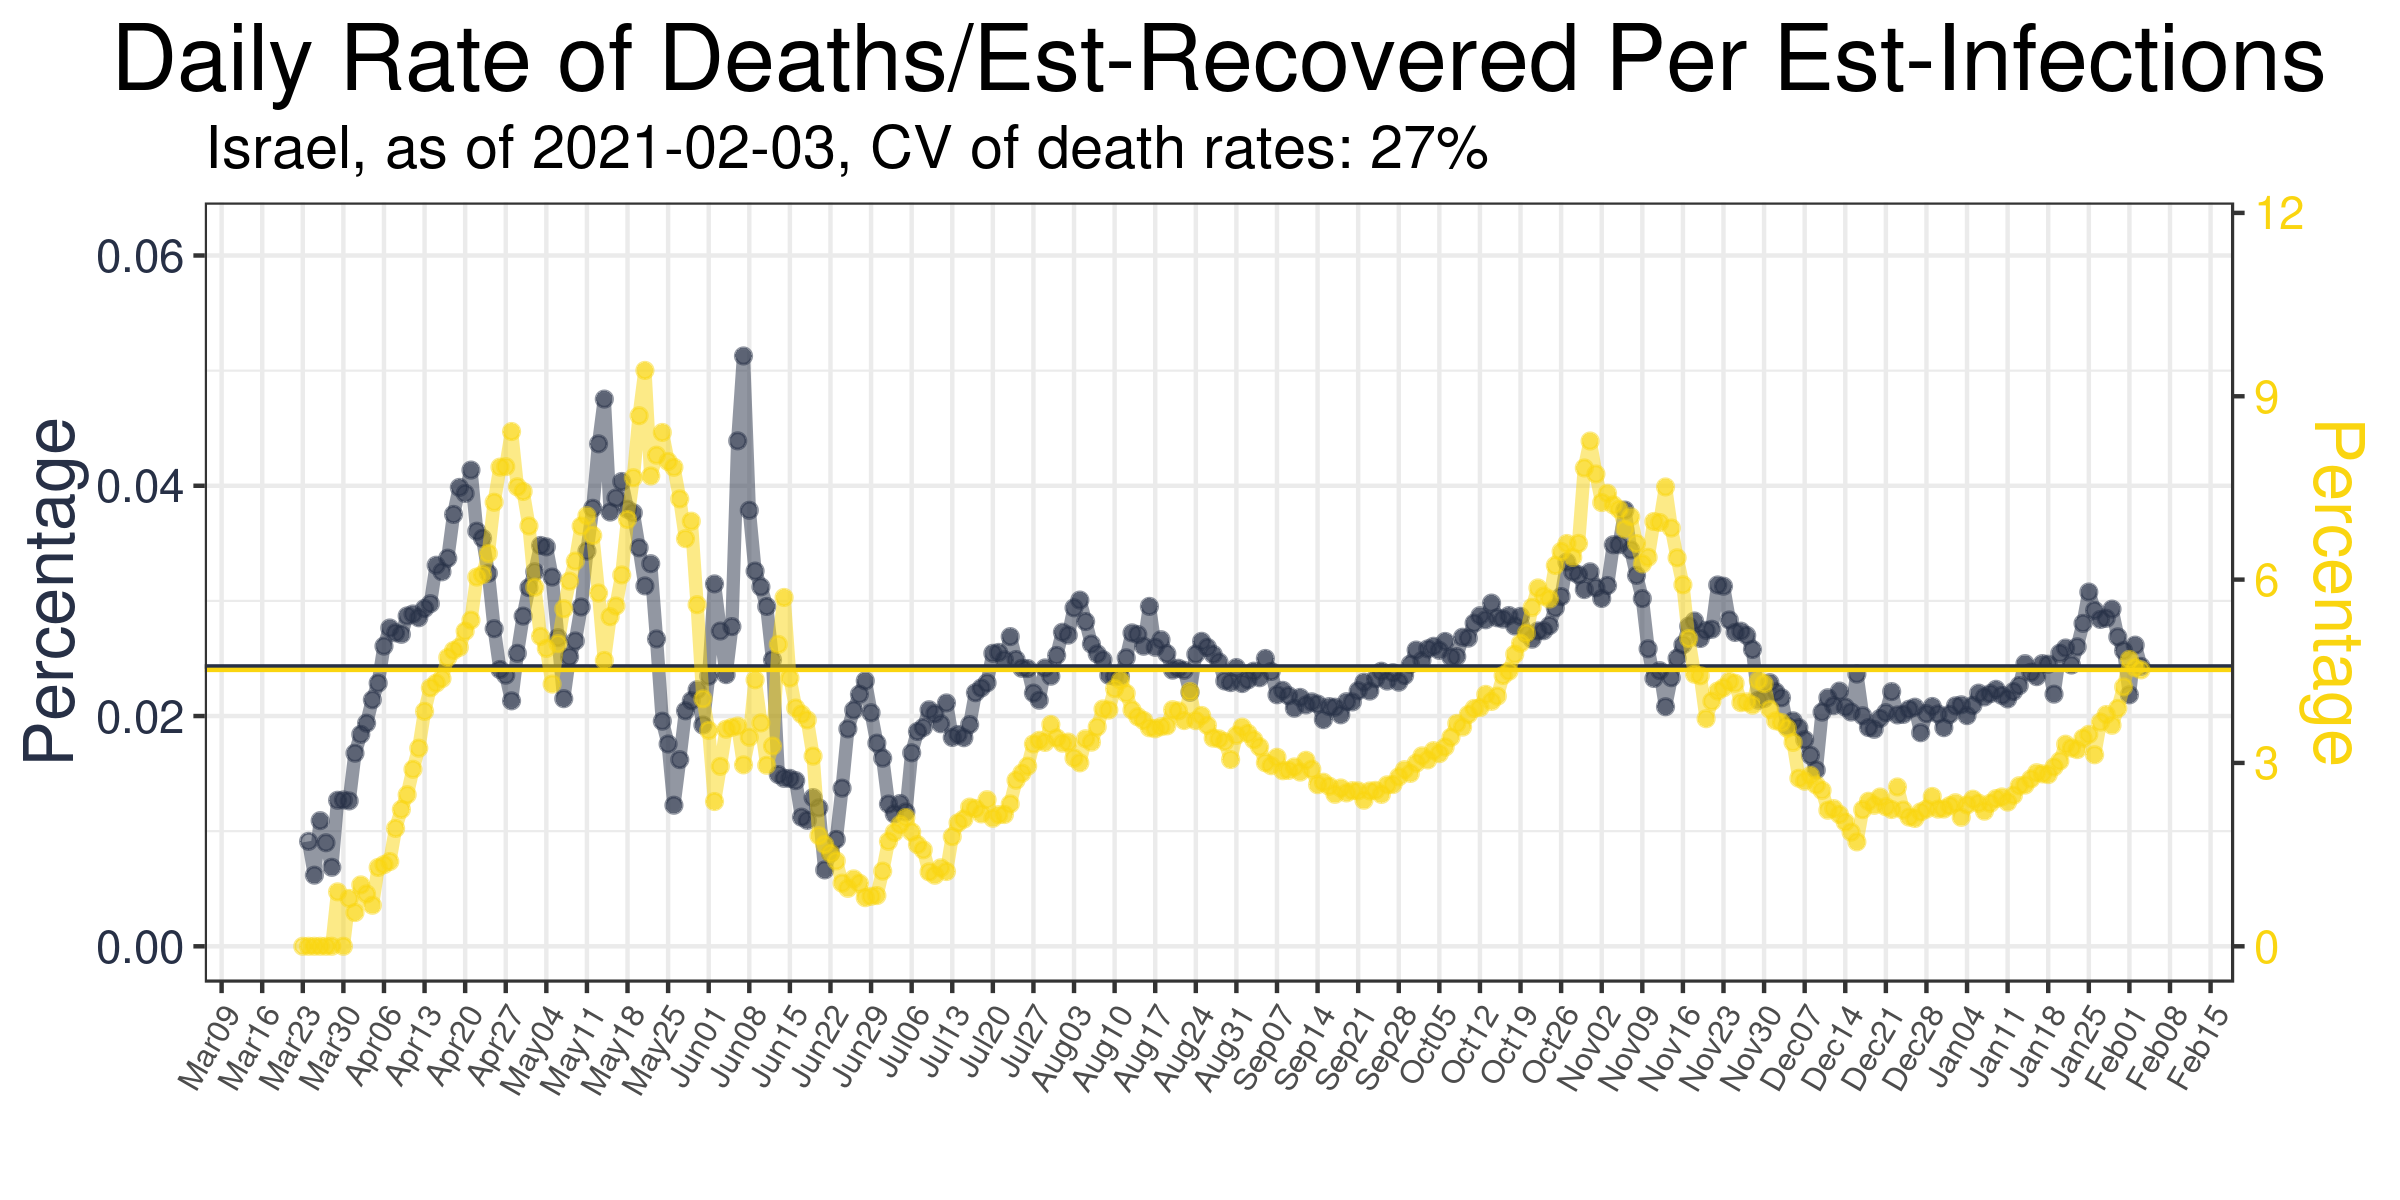 Daily Rate of Deaths/Est-Recovered Per Est-Infections
Israel, as of 2021-02-03, CV of death rates: 27%
Percentage
0.06
0.04
0.02
0.00
12
9
6
3
0
Percentage
Mar09
Mar16
Mar23
Mar30
Apr06
Apr13
Apr20
Apr27
May04
May11
May18
May25
Jun01
Jun08
Jun15
Jun22
Jun29
Jul06
Jul13
Jul20
Jul27
Aug03
Aug10
Aug17
Aug24
Aug31
Sep07
Sep14
Sep21
Sep28
Oct05
Oct12
Oct19
Oct26
Nov02
Nov09
Nov16
Nov23
Nov30
Dec07
Dec14
Dec21
Dec28
Jan04
Jan11
Jan18
Jan25
Feb01
Feb08
Feb15